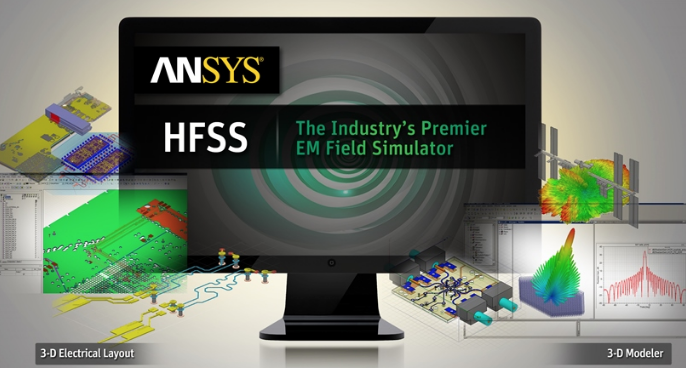 ANSYS®
HFSS
The Industry's Premier
EM Field Simulator
3-D Electrical Layout
3-D Modeler